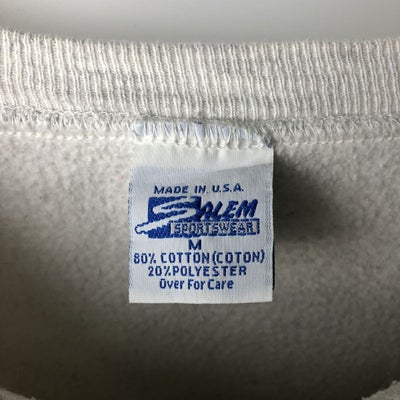 MADE IN U.S.A.
SALEM
SPORTSWEAR
M
80% COTTON (COTON)
20% POLYESTER
Over For Care